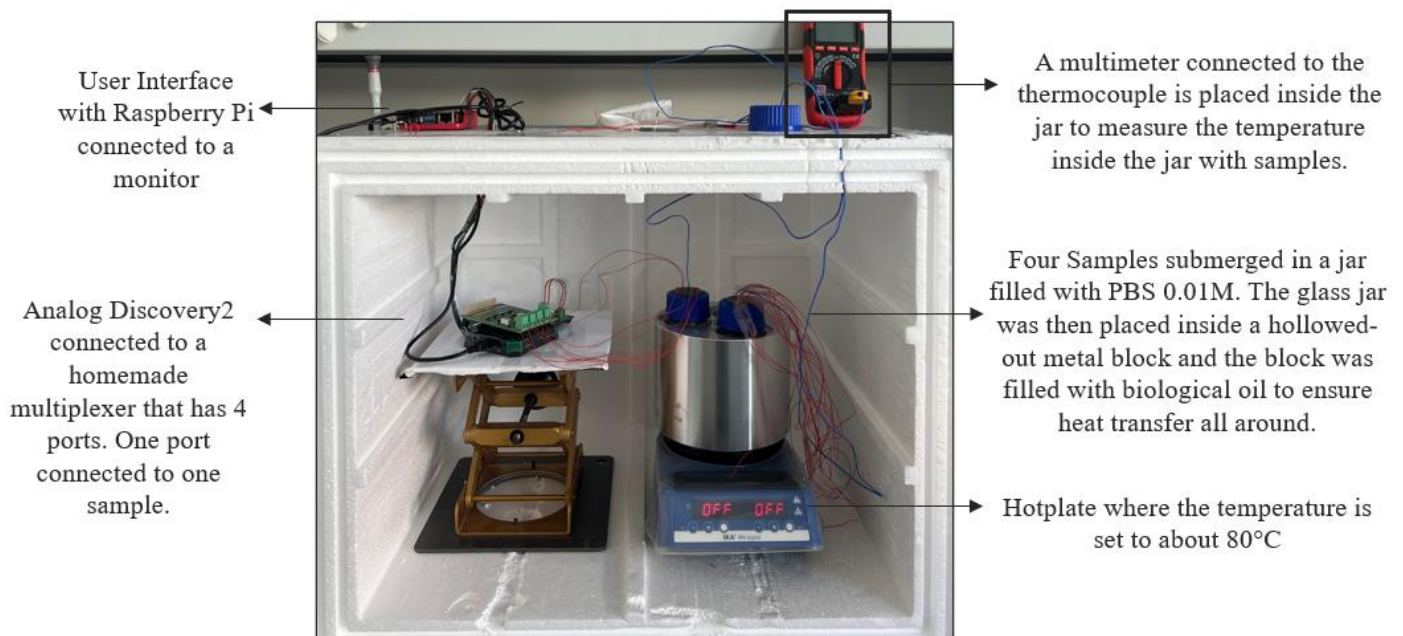 User Interface
with Raspberry Pi
connected to a
monitor
Analog Discovery2
connected to a
homemade
multiplexer that has 4
ports. One port
connected to one
sample.
A multimeter connected to the
thermocouple is placed inside the
jar to measure the temperature
inside the jar with samples.
Four Samples submerged in a jar
filled with PBS 0.01M. The glass jar
was then placed inside a hollowed-
out metal block and the block was
filled with biological oil to ensure
heat transfer all around.
Hotplate where the temperature is
set to about 80°C
OFF OFF
IKA